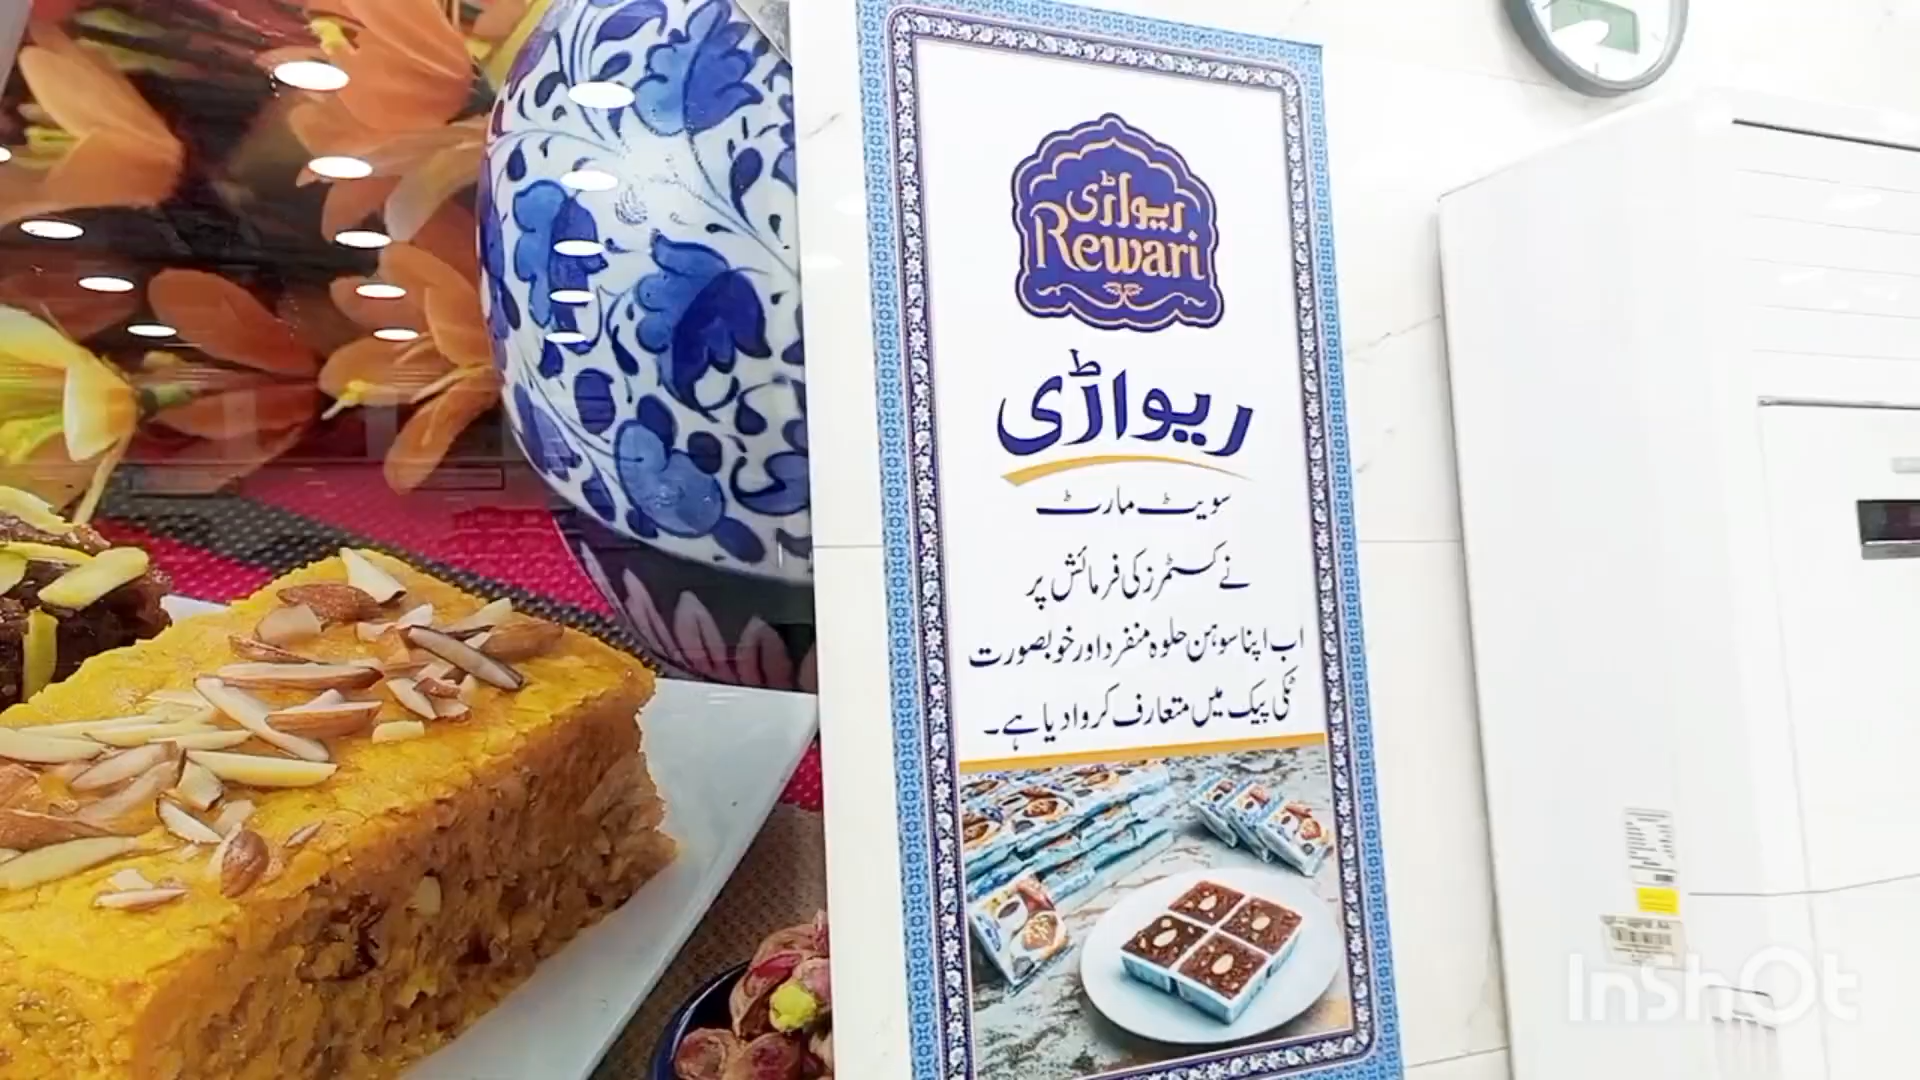 ریواڑی
Rewari
ریواڑی
سویٹ مارٹ
نے کسٹمرز کی فرمائش پر
اب اپنا سوہن حلوہ منفرد اور خوبصورت
ٹکی پیک میں متعارف کروا دیا ہے۔
InShOt